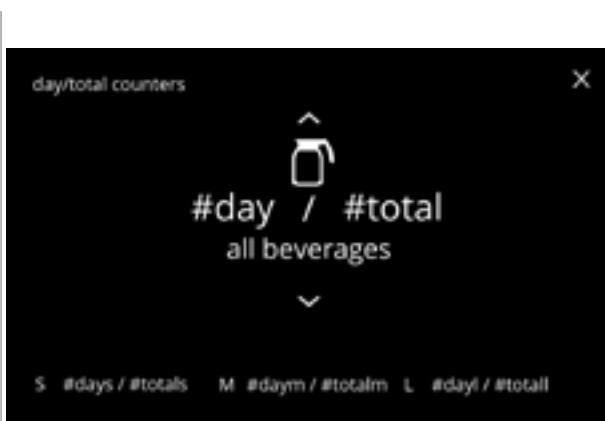 day/total counters
#day / #total
all beverages
S #days / #totals M #daym / #totalm L #dayl / #totall